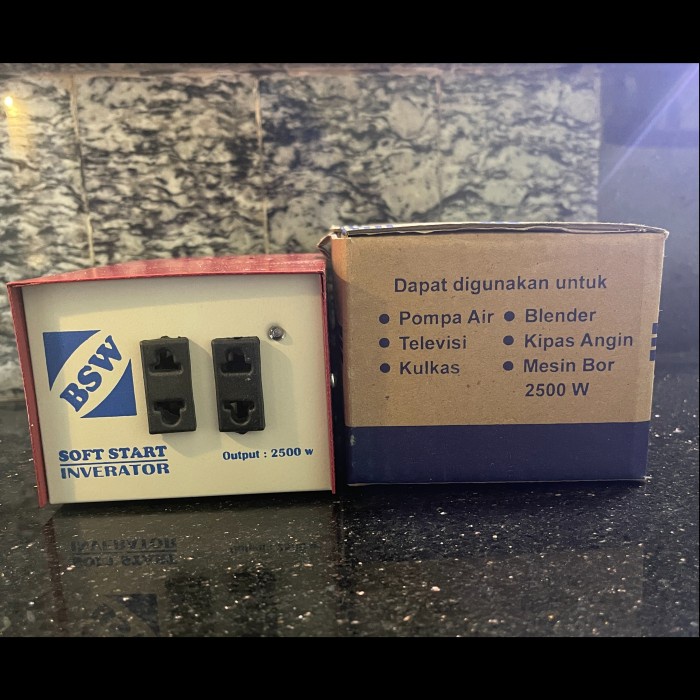 BSW
SOFT START
INVERATOR
Output : 2500 w
Dapat digunakan untuk
● Pompa Air ● Blender
● Televisi ● Kipas Angin
● Kulkas ● Mesin Bor
2500 W